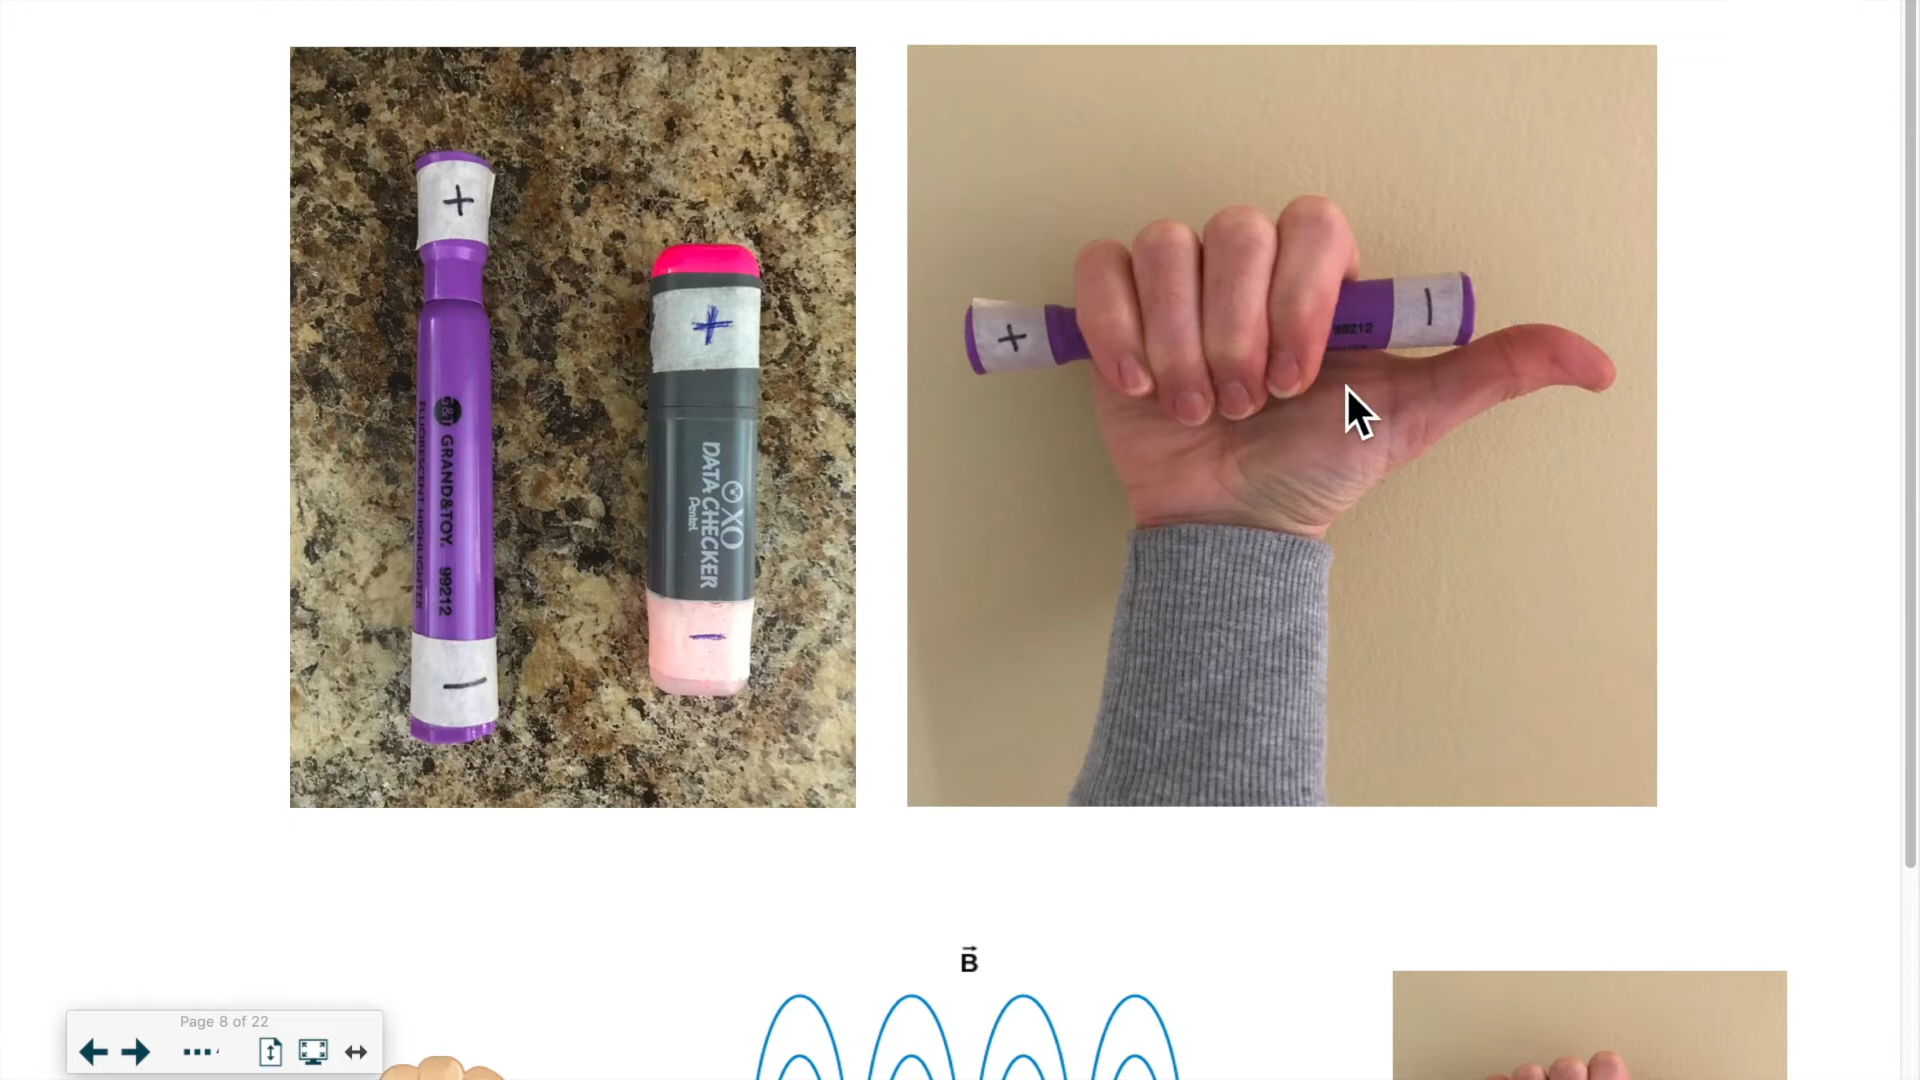 +
G&T GRAND&TOY. 99212
FLUORESCENT HIGHLIGHTER
−
+
XO
DATA CHECKER
Pentel
−
+
99212
−
B⃗
Page 8 of 22